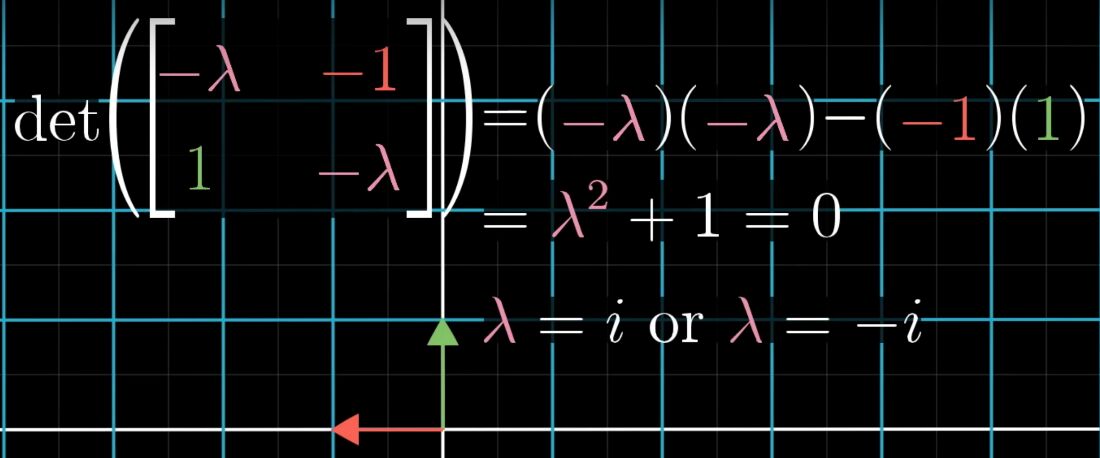 det([−λ −1
1 −λ])=(−λ)(−λ)−(−1)(1)
= λ² + 1 = 0
λ = i or λ = −i